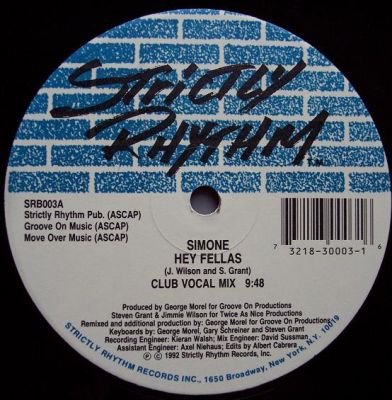 STRICTLY
RHYTHM
TM
SRB003A
Strictly Rhythm Pub. (ASCAP)
Groove On Music (ASCAP)
Move Over Music (ASCAP)
7 3218-30003-1 6
SIMONE
HEY FELLAS
(J. Wilson and S. Grant)
CLUB VOCAL MIX 9:48
Produced by George Morel for Groove On Productions
Steven Grant & Jimmie Wilson for Twice As Nice Productions
Remixed and additional production by: George Morel for Groove On Productions
Keyboards by: George Morel, Gary Schreiner and Steven Grant
Recording Engineer: Kieran Walsh; Mix Engineer: David Sussman
Assistant Engineer: Axel Niehaus; Edits by Albert Cabrera
℗ © 1992 Strictly Rhythm Records, Inc.
STRICTLY RHYTHM RECORDS INC., 1650 Broadway, New York, N.Y. 10019